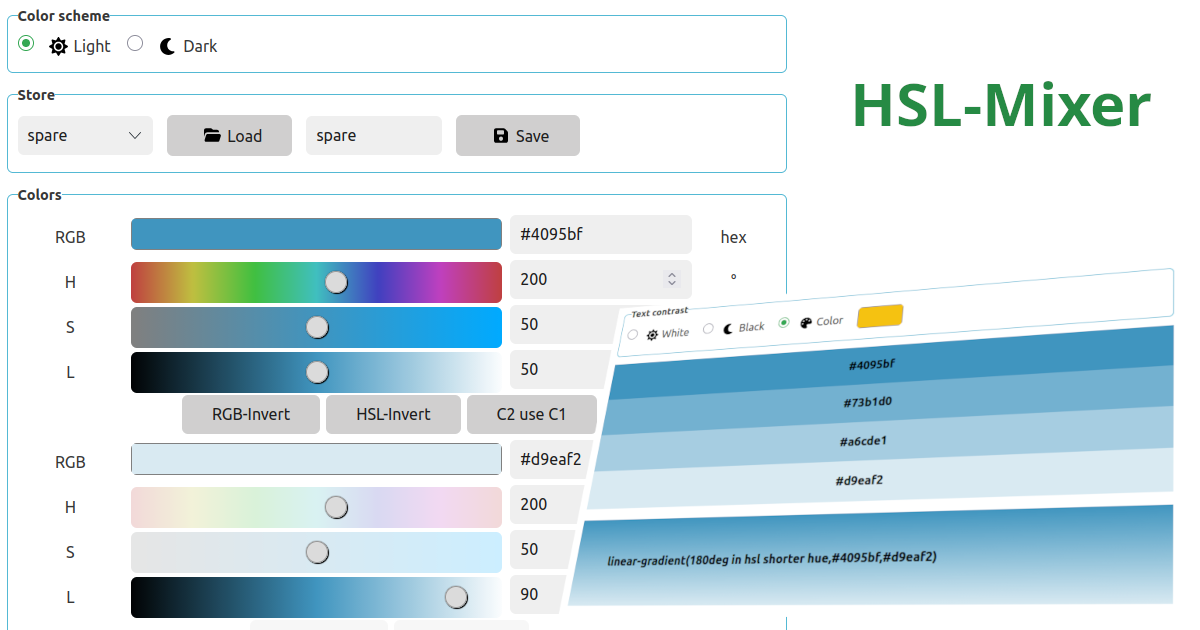 Color scheme
Light Dark
HSL-Mixer
Store
spare Load spare Save
Colors
RGB #4095bf hex
H 200 °
S 50
L 50
RGB-Invert HSL-Invert C2 use C1
RGB #d9eaf2
H 200
S 50
L 90
Text contrast
White Black Color
#4095bf
#73b1d0
#a6cde1
#d9eaf2
linear-gradient(180deg in hsl shorter hue,#4095bf,#d9eaf2)